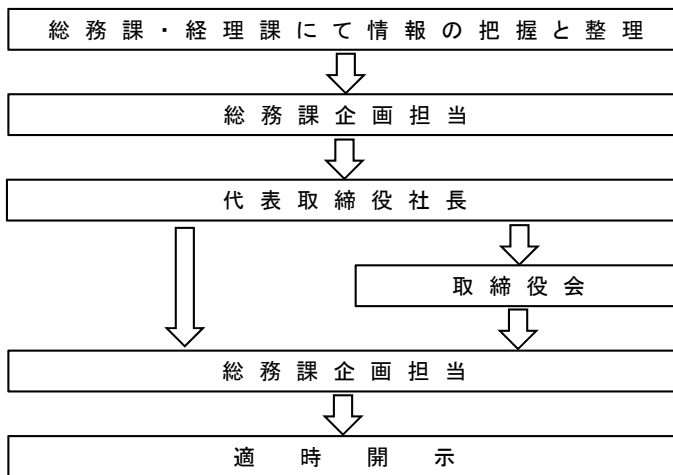 総務課・経理課にて情報の把握と整理
総務課企画担当
代表取締役社長
取締役会
総務課企画担当
適時開示